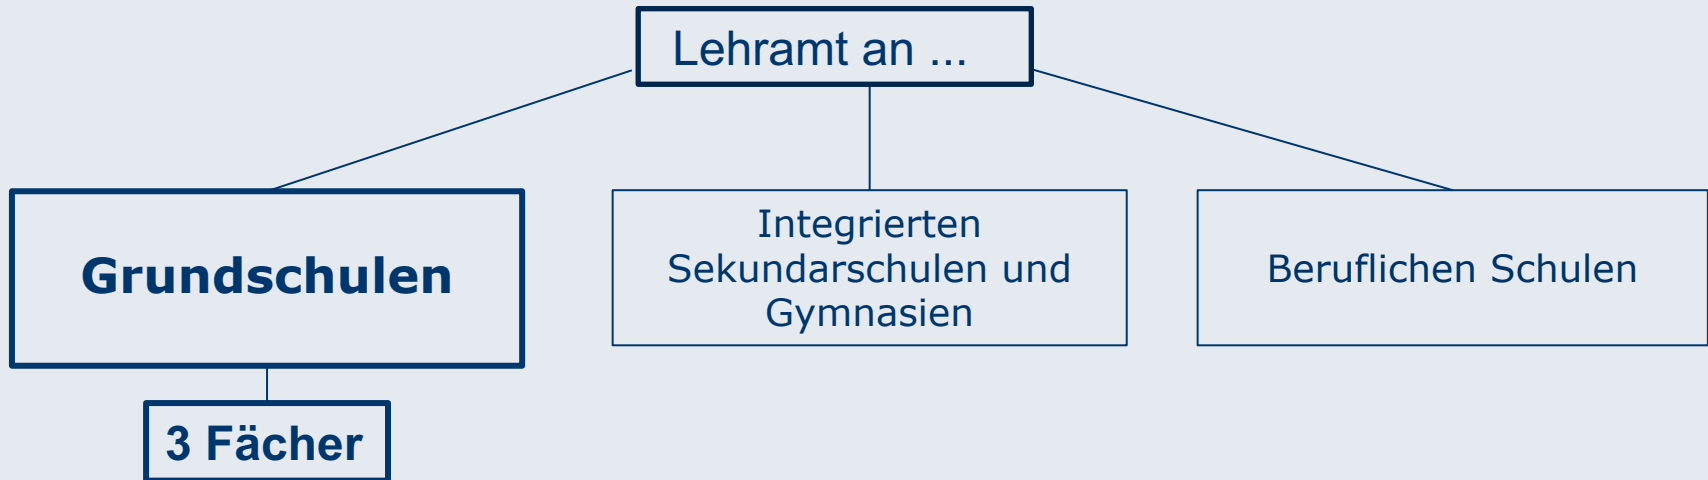 Lehramt an ...
Grundschulen
Integrierten
Sekundarschulen und
Gymnasien
Beruflichen Schulen
3 Fächer